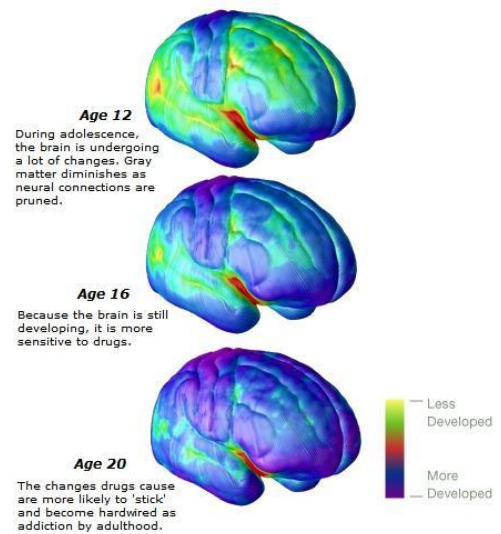 Age 12
During adolescence,
the brain is undergoing
a lot of changes. Gray
matter diminishes as
neural connections are
pruned.
Age 16
Because the brain is still
developing, it is more
sensitive to drugs.
Age 20
The changes drugs cause
are more likely to 'stick'
and become hardwired as
addiction by adulthood.
Less
Developed
More
Developed